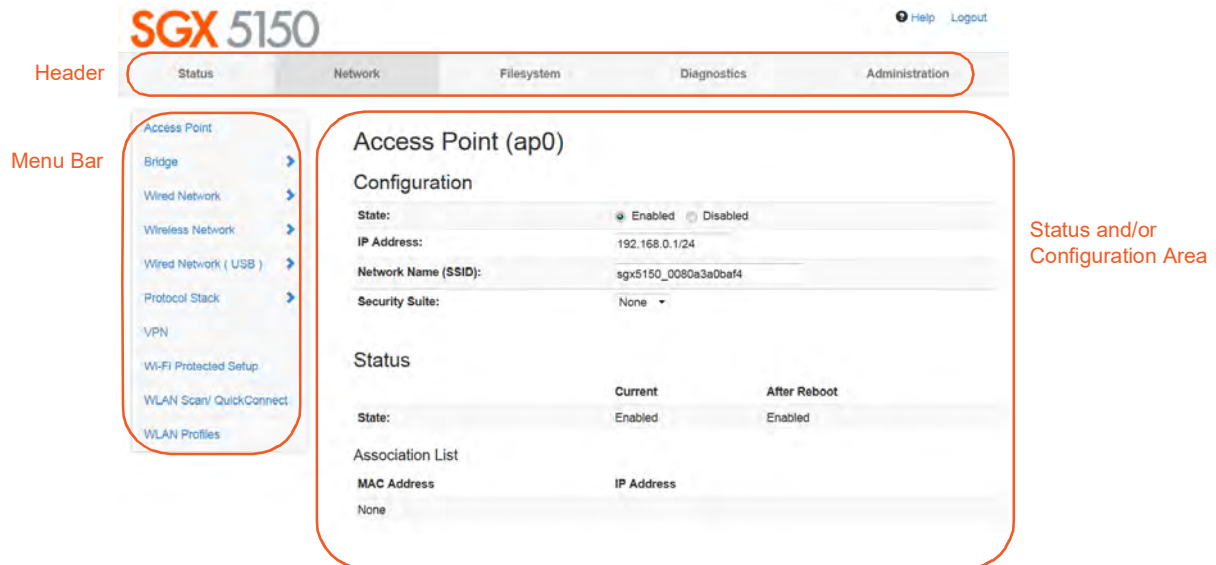 SGX 5150
Help Logout
Header
Status Network Filesystem Diagnostics Administration
Menu Bar
Access Point
Bridge
Wired Network
Wireless Network
Wired Network ( USB )
Protocol Stack
VPN
Wi-Fi Protected Setup
WLAN Scan/ QuickConnect
WLAN Profiles
Access Point (ap0)
Configuration
State: Enabled Disabled
IP Address: 192.168.0.1/24
Network Name (SSID): sgx5150_0080a3a0baf4
Security Suite: None
Status
Current After Reboot
State: Enabled Enabled
Association List
MAC Address IP Address
None
Status and/or
Configuration Area